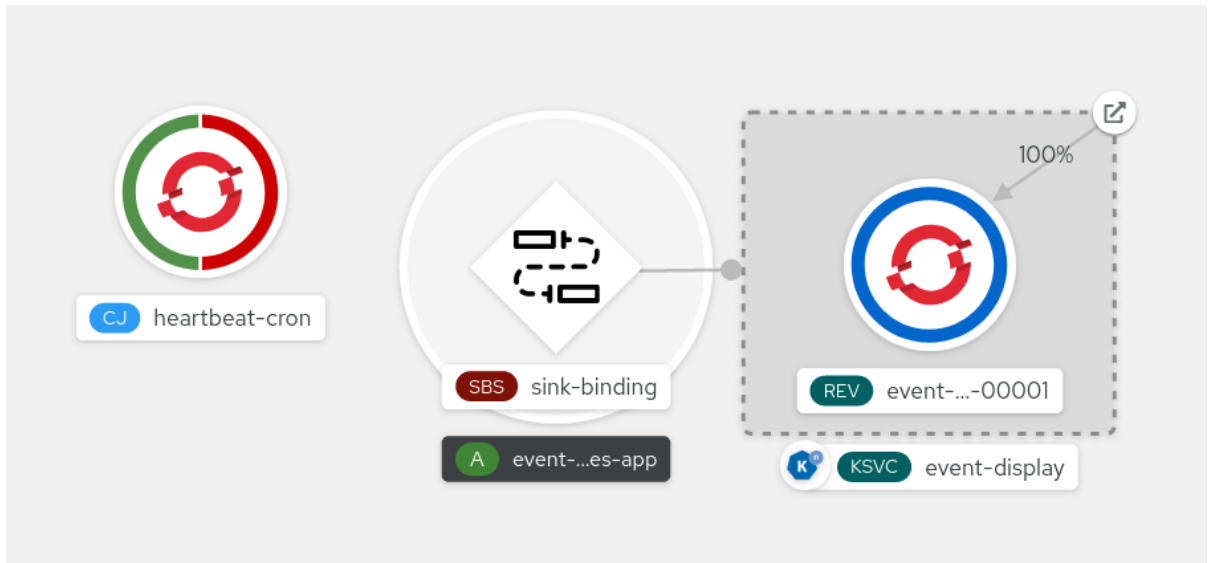 100%
CJ heartbeat-cron
SBS sink-binding
REV event-...-00001
A event-...es-app
K n KSVC event-display